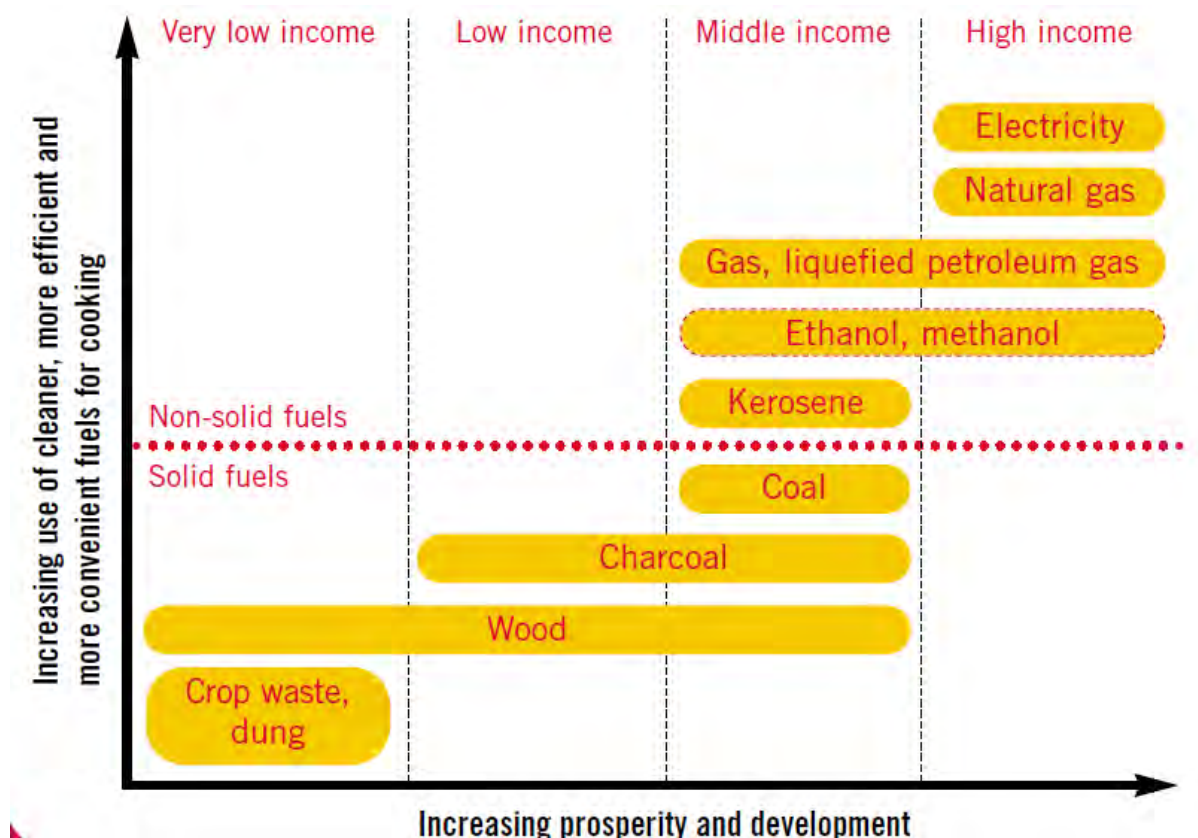 Very low income
Low income
Middle income
High income
Electricity
Natural gas
Gas, liquefied petroleum gas
Ethanol, methanol
Kerosene
Non-solid fuels
Solid fuels
Coal
Charcoal
Wood
Crop waste,
dung
Increasing use of cleaner, more efficient and
more convenient fuels for cooking
Increasing prosperity and development